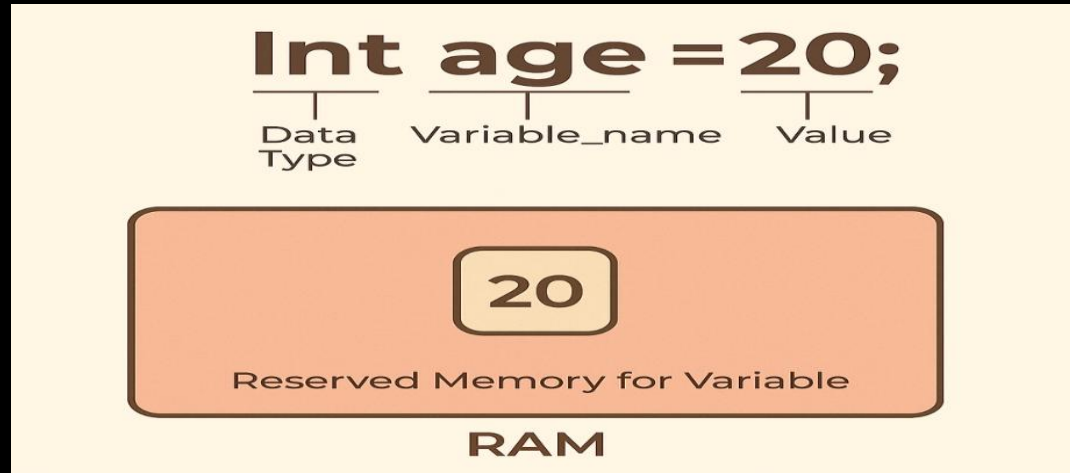 Int age =20;
Data Variable_name Value
Type
20
Reserved Memory for Variable
RAM